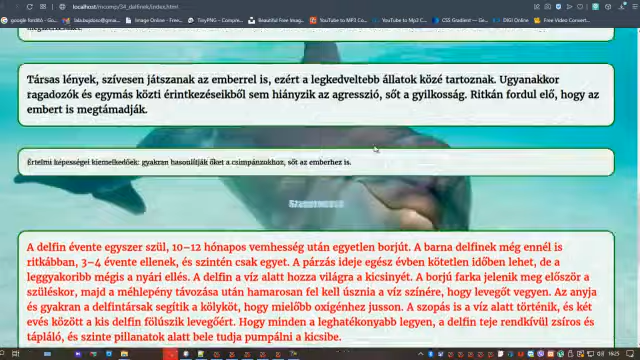 localhost/mcomp/34_delfinek/index.html
google fordító - Go...
Image Online - Free...
TinyPNG – Compres...
Beautiful Free Imag...
YouTube to MP3 Co...
YouTube to Mp3 C...
CSS Gradient — G...
DIGI Online
Free Video Convert...
Társas lények, szívesen játszanak az emberrel is, ezért a legkedveltebb állatok közé tartoznak. Ugyanakkor
ragadozók és egymás közti érintkezéseikből sem hiányzik az agresszió, sőt a gyilkosság. Ritkán fordul elő, hogy az
embert is megtámadják.
Értelmi képességei kiemelkedőek: gyakran hasonlítják őket a csimpánzokhoz, sőt az emberhez is.
A delfin évente egyszer szül, 10–12 hónapos vemhesség után egyetlen borjút. A barna delfinek még ennél is
ritkábban, 3–4 évente ellenek, és szintén csak egyet. A párzás ideje egész évben kötetlen időben lehet, de a
leggyakoribb mégis a nyári ellés. A delfin a víz alatt hozza világra a kicsinyét. A borjú farka jelenik meg először a
szüléskor, majd a méhlepény távozása után hamarosan fel kell úsznia a víz színére, hogy levegőt vegyen. Az anyja
és gyakran a delfintársak segítik a kölyköt, hogy mielőbb oxigénhez jusson. A szopás is a víz alatt történik, és két
evés között a kis delfin fölúszik levegőért. Hogy minden a leghatékonyabb legyen, a delfin teje rendkívül zsíros és
tápláló, és szinte pillanatok alatt bele tudja pumpálni a kicsibe.
16:25